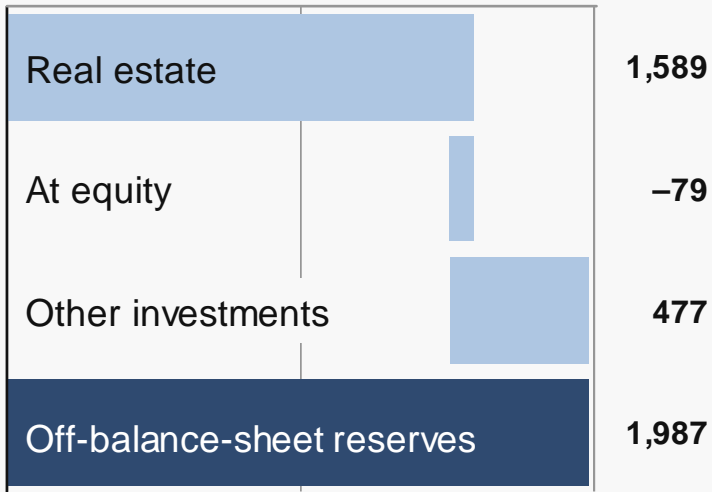 Real estate 1,589
At equity –79
Other investments 477
Off-balance-sheet reserves 1,987